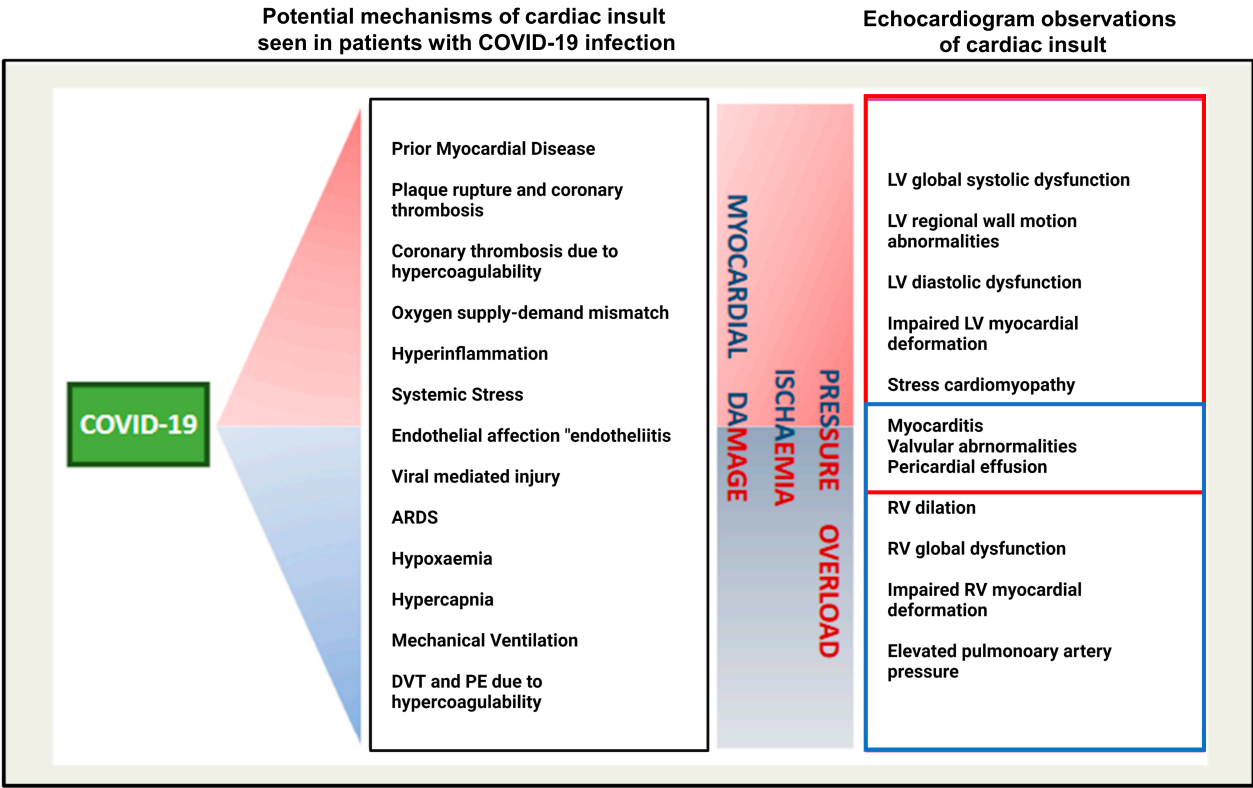 Potential mechanisms of cardiac insult
seen in patients with COVID-19 infection
Echocardiogram observations
of cardiac insult
COVID-19
Prior Myocardial Disease
Plaque rupture and coronary
thrombosis
Coronary thrombosis due to
hypercoagulability
Oxygen supply-demand mismatch
Hyperinflammation
Systemic Stress
Endothelial affection "endotheliitis
Viral mediated injury
ARDS
Hypoxaemia
Hypercapnia
Mechanical Ventilation
DVT and PE due to
hypercoagulability
MYOCARDIAL DAMAGE
ISCHAEMIA
PRESSURE OVERLOAD
LV global systolic dysfunction
LV regional wall motion
abnormalities
LV diastolic dysfunction
Impaired LV myocardial
deformation
Stress cardiomyopathy
Myocarditis
Valvular abrnormalities
Pericardial effusion
RV dilation
RV global dysfunction
Impaired RV myocardial
deformation
Elevated pulmonoary artery
pressure